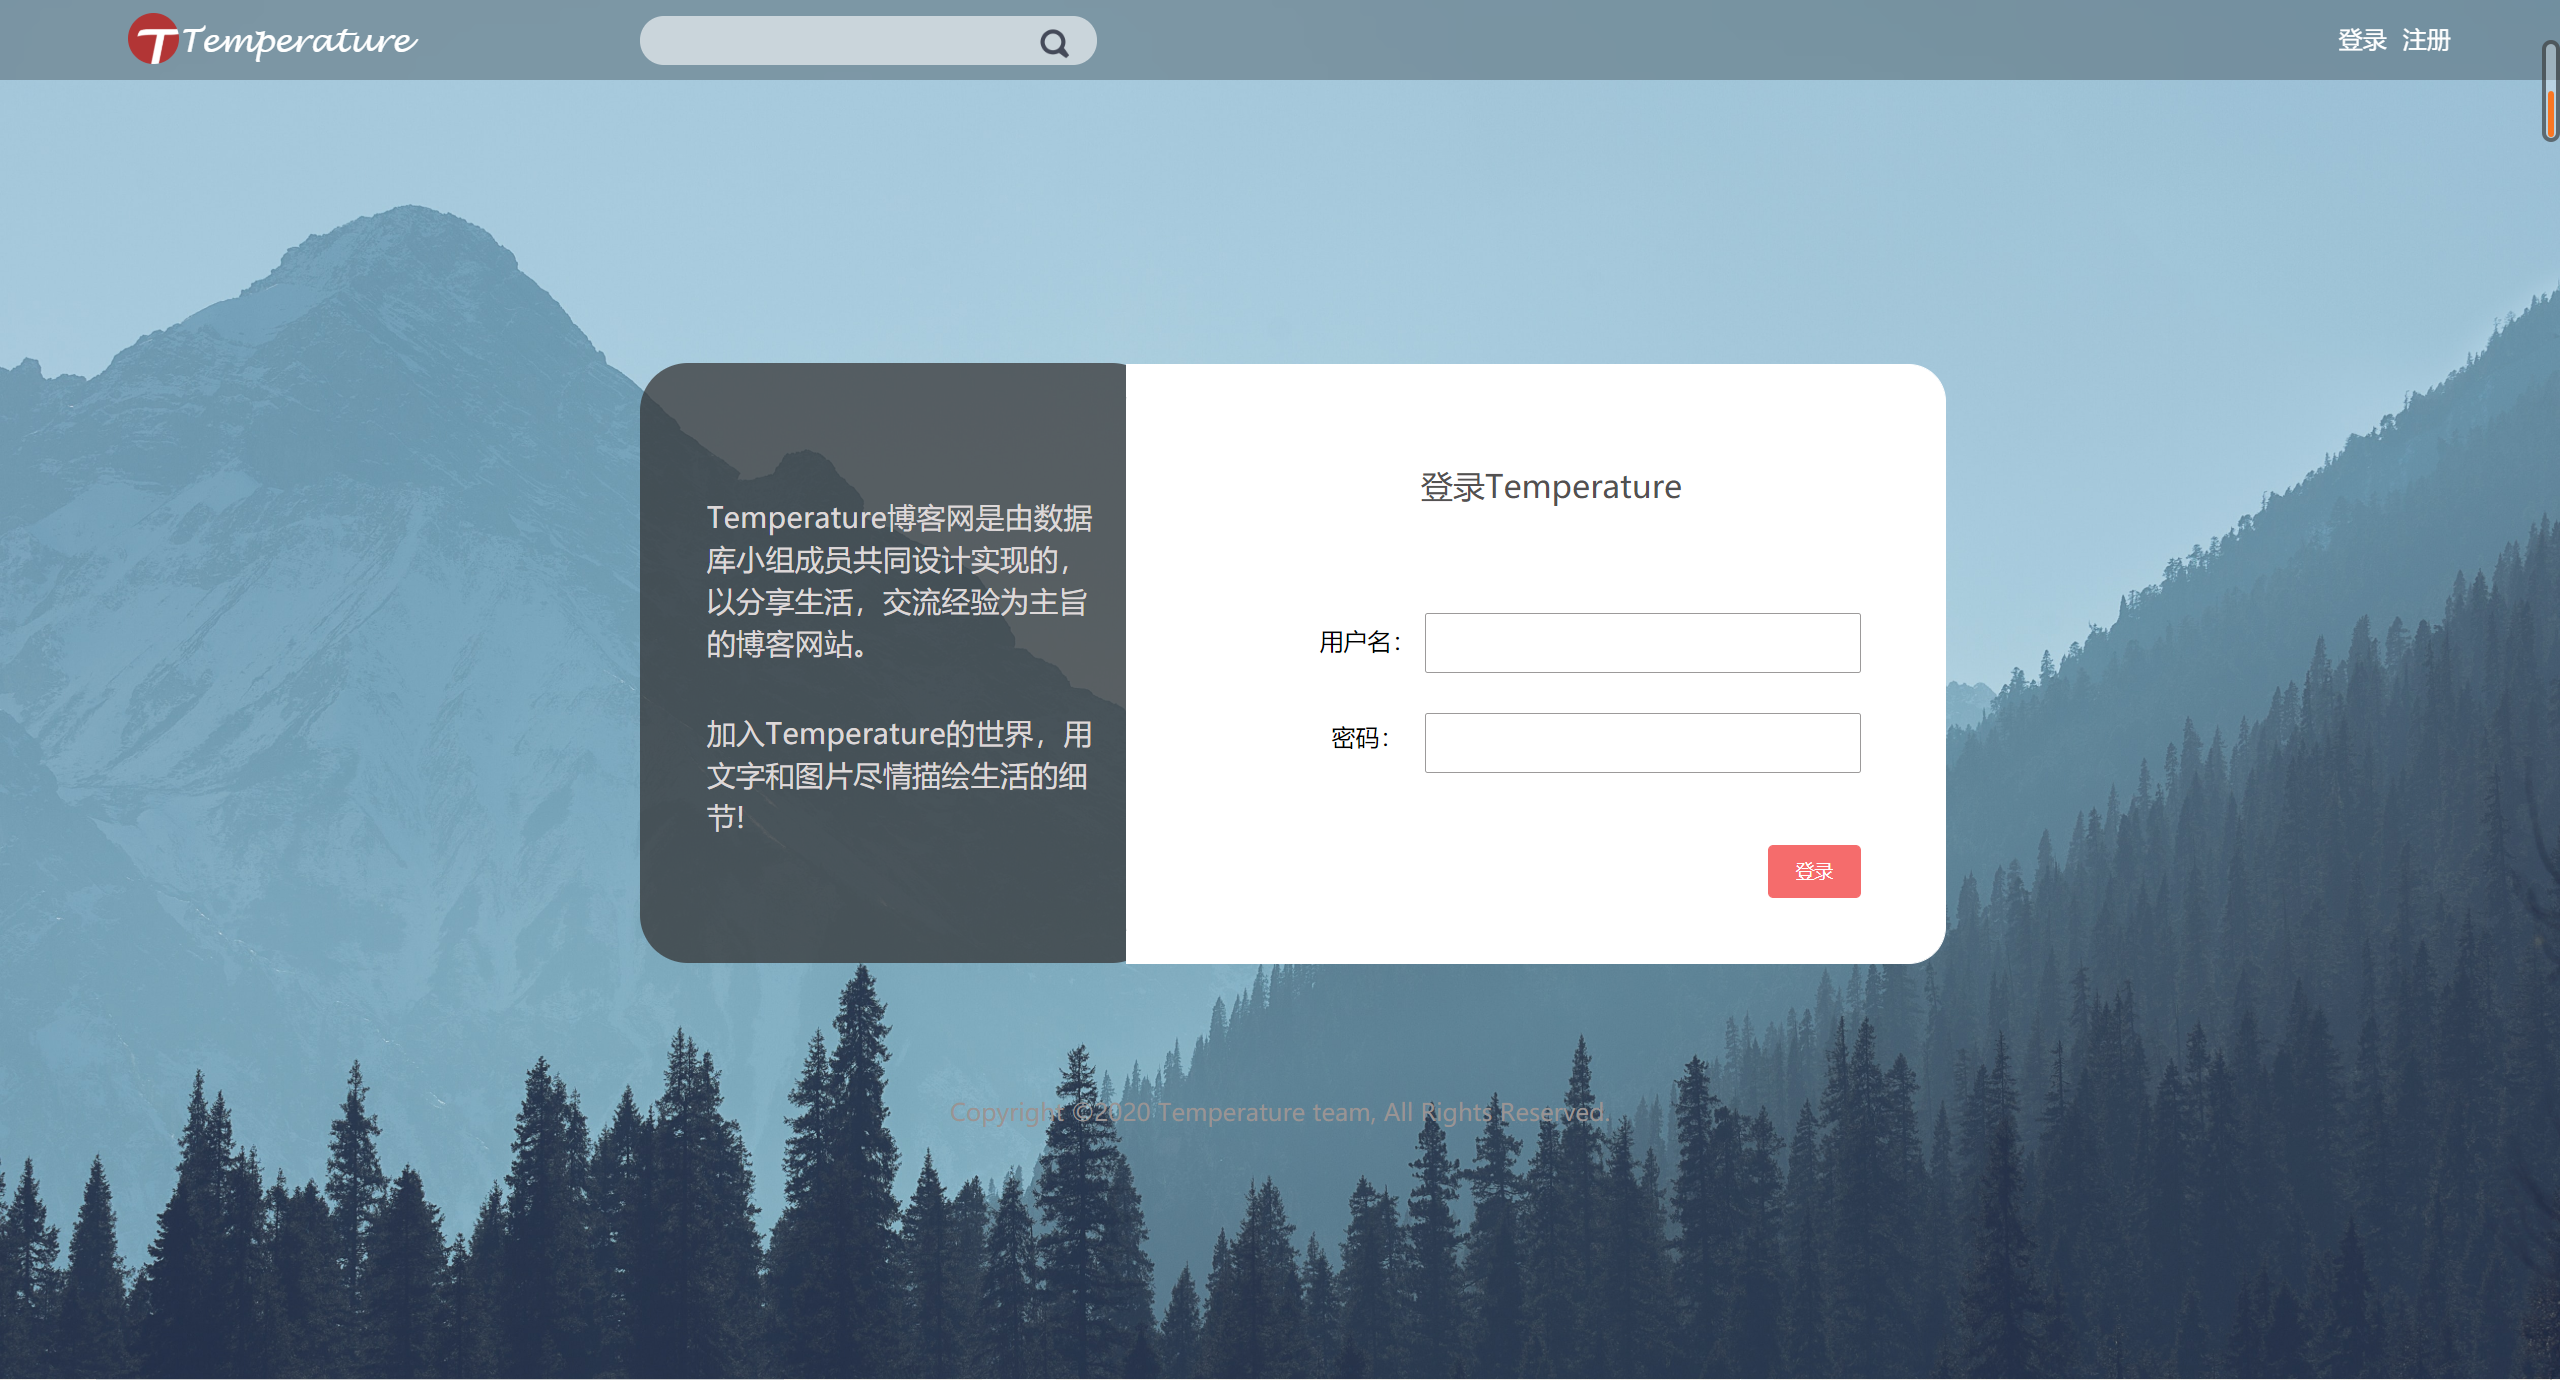 Temperature
登录 注册
Temperature博客网是由数据
库小组成员共同设计实现的，
以分享生活，交流经验为主旨
的博客网站。
加入Temperature的世界，用
文字和图片尽情描绘生活的细
节！
登录Temperature
用户名：
密码：
登录
Copyright ©2020 Temperature team, All Rights Reserved.